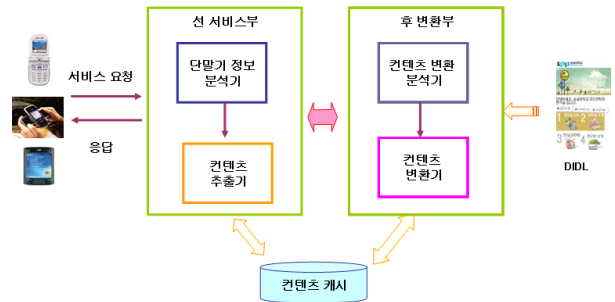 선 서비스부
후 변환부
서비스 요청
단말기 정보
분석기
컨텐츠 변환
분석기
응답
컨텐츠
추출기
컨텐츠
변환기
DIDL
컨텐츠 캐시